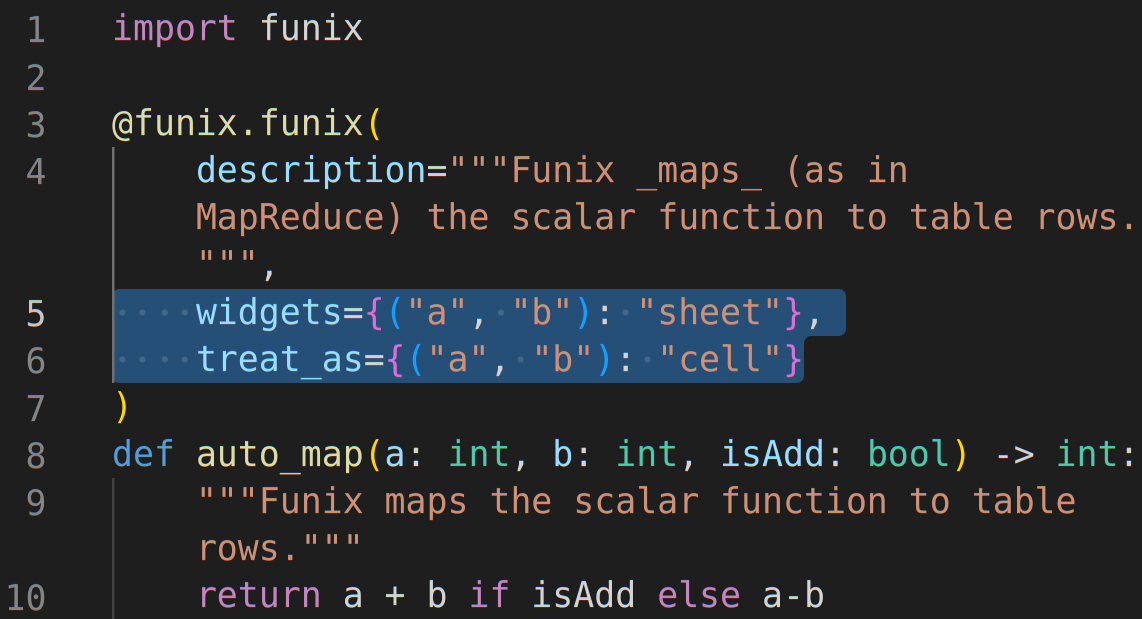 1 import funix
2
3 @funix.funix(
4 description="""Funix _maps_ (as in
MapReduce) the scalar function to table rows.
""",
5 widgets={("a", "b"): "sheet"},
6 treat_as={("a", "b"): "cell"}
7 )
8 def auto_map(a: int, b: int, isAdd: bool) -> int:
9 """Funix maps the scalar function to table
rows."""
10 return a + b if isAdd else a-b